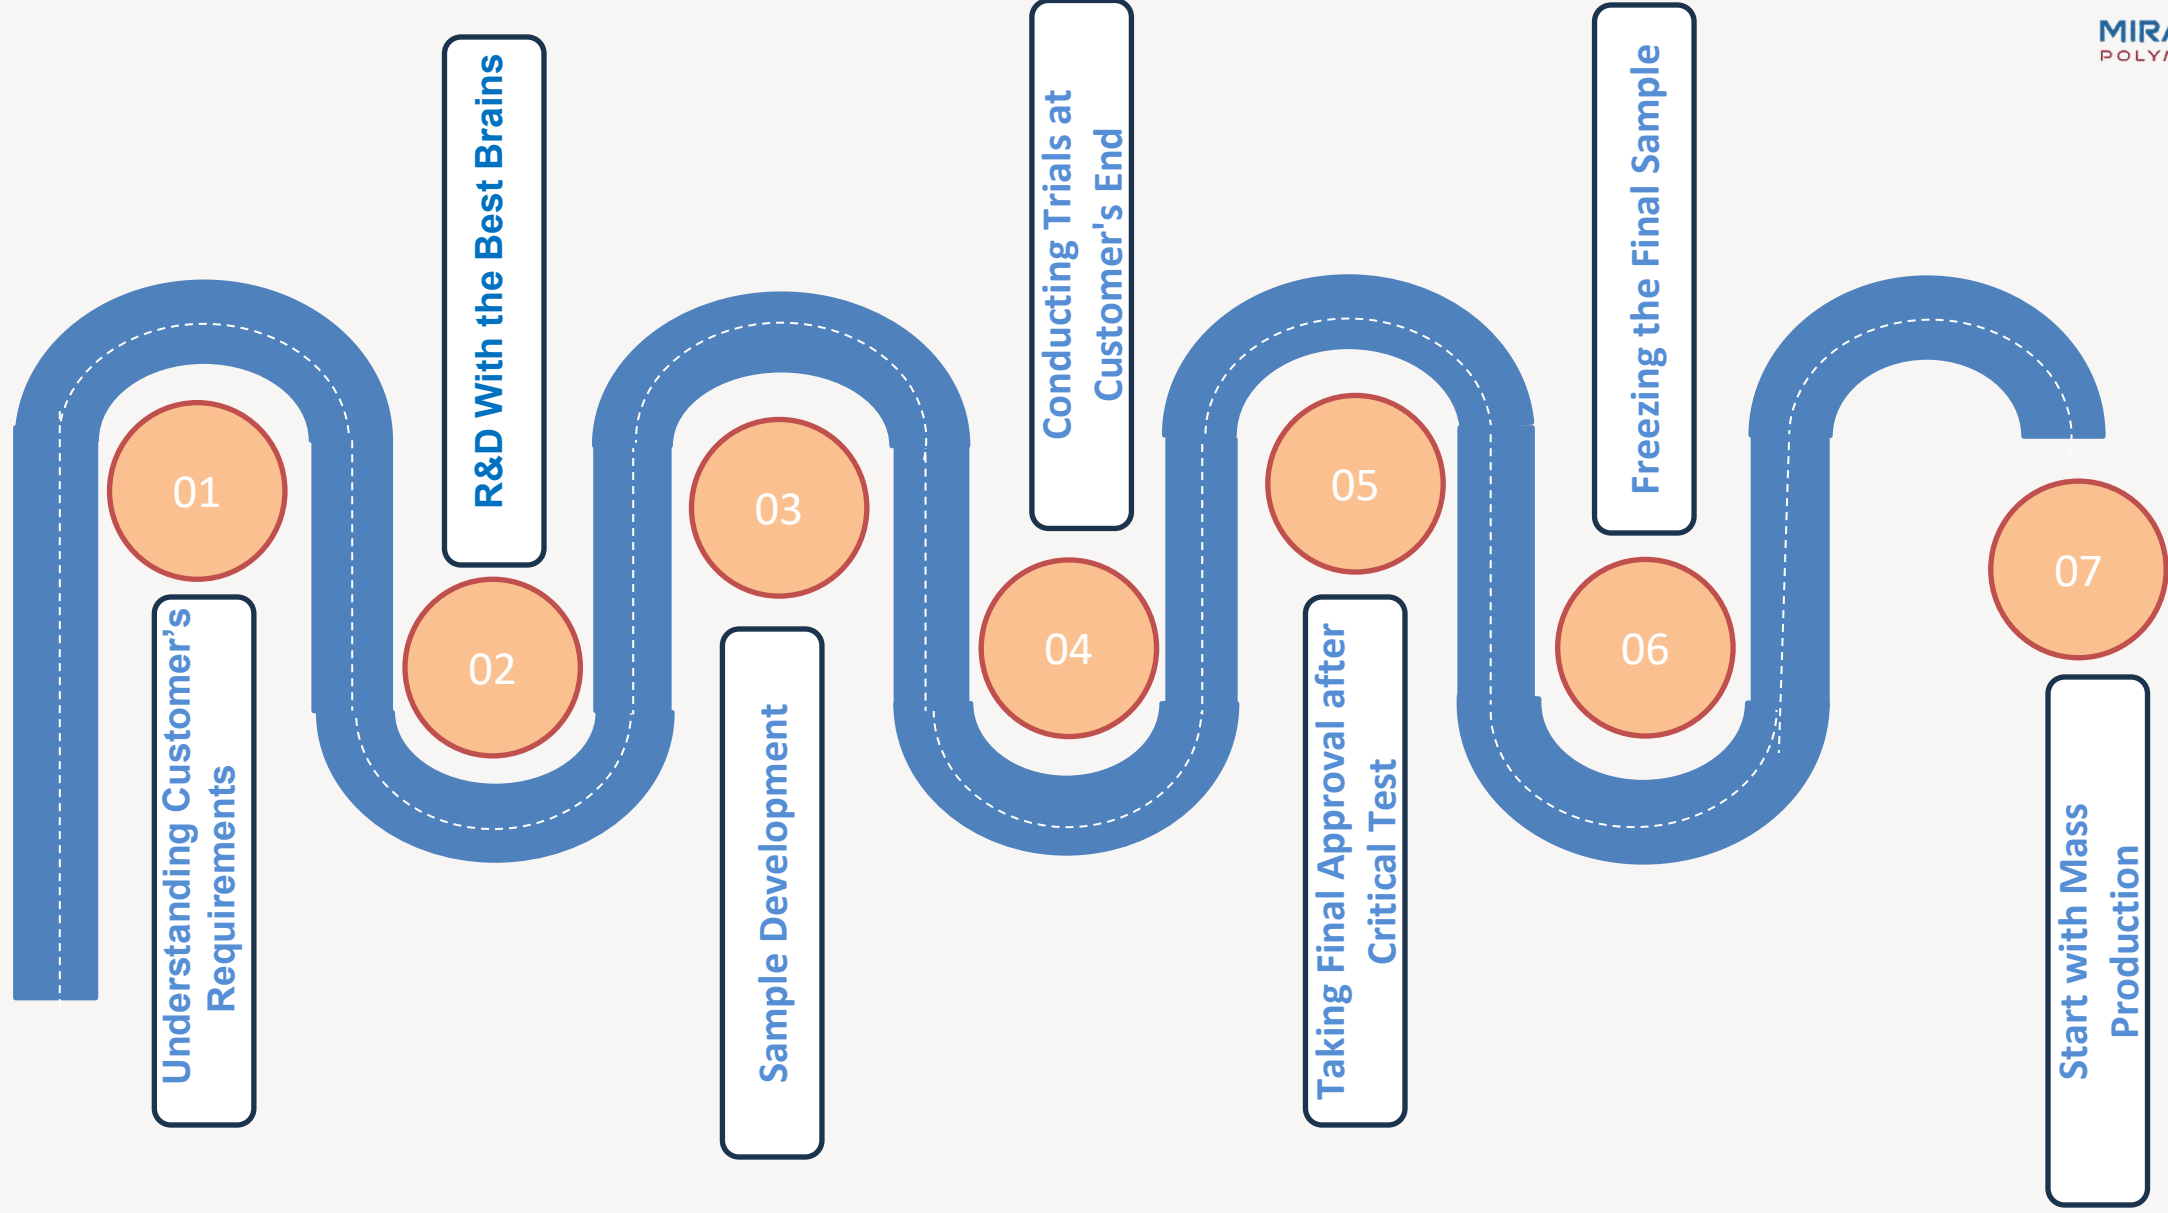 01
Understanding Customer’s
Requirements
R&D With the Best Brains
02
03
Sample Development
Conducting Trials at
Customer's End
04
05
Taking Final Approval after
Critical Test
Freezing the Final Sample
06
07
Start with Mass
Production